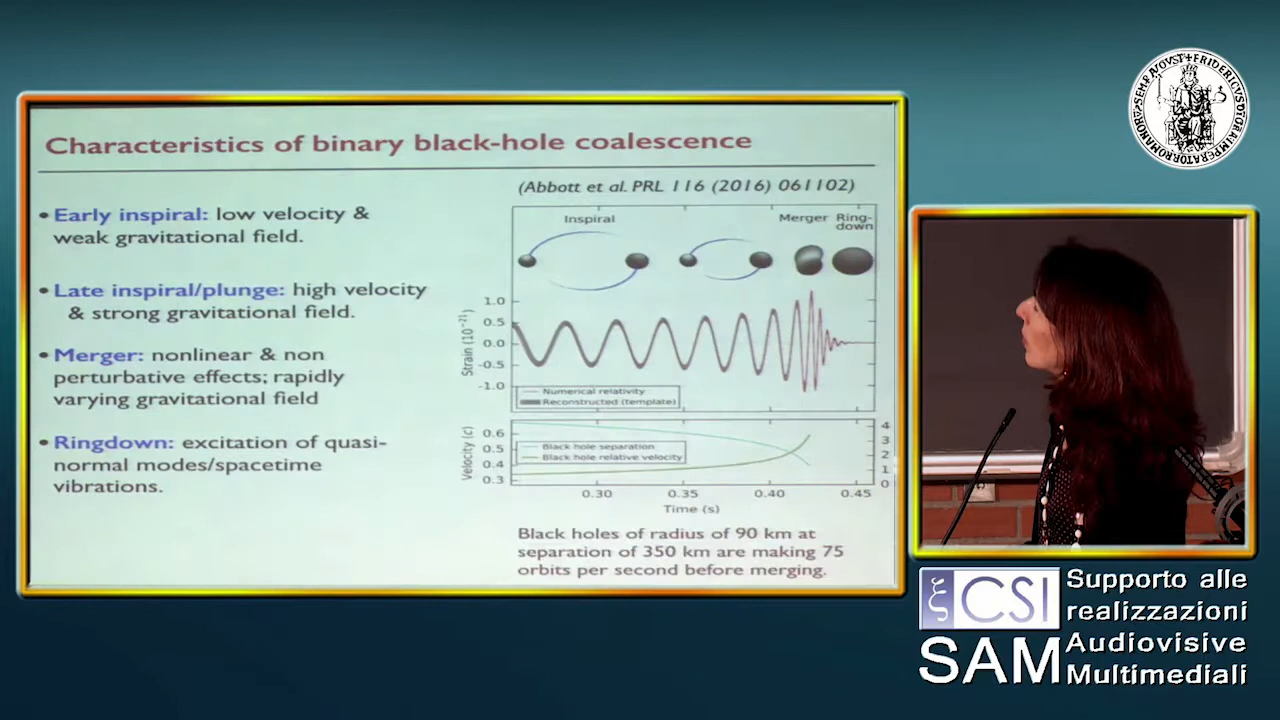 Characteristics of binary black-hole coalescence
(Abbott et al. PRL 116 (2016) 061102)
• Early inspiral: low velocity &
weak gravitational field.
• Late inspiral/plunge: high velocity
& strong gravitational field.
• Merger: nonlinear & non
perturbative effects; rapidly
varying gravitational field
• Ringdown: excitation of quasi-
normal modes/spacetime
vibrations.
Inspiral
Merger
Ring-
down
Strain (10⁻²¹)
1.0
0.5
0.0
-0.5
-1.0
Numerical relativity
Reconstructed (template)
Velocity (c)
0.6
0.5
0.4
0.3
Black hole separation
Black hole relative velocity
4
3
2
1
0
0.30
0.35
0.40
0.45
Time (s)
Black holes of radius of 90 km at
separation of 350 km are making 75
orbits per second before merging.
CSI
SAM
Supporto alle
realizzazioni
Audiovisive
Multimediali